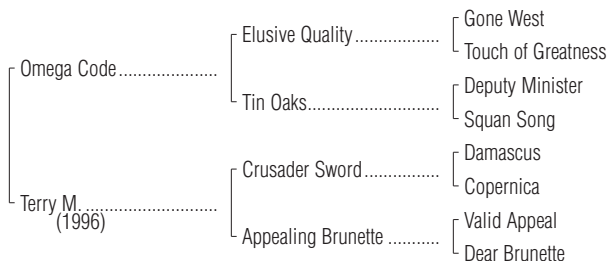 Gone West
Elusive Quality..................
Touch of Greatness
Omega Code.....................
Deputy Minister
Tin Oaks............................
Squan Song
Damascus
Crusader Sword................
Copernica
Terry M. ............................
(1996)
Valid Appeal
Appealing Brunette ...........
Dear Brunette